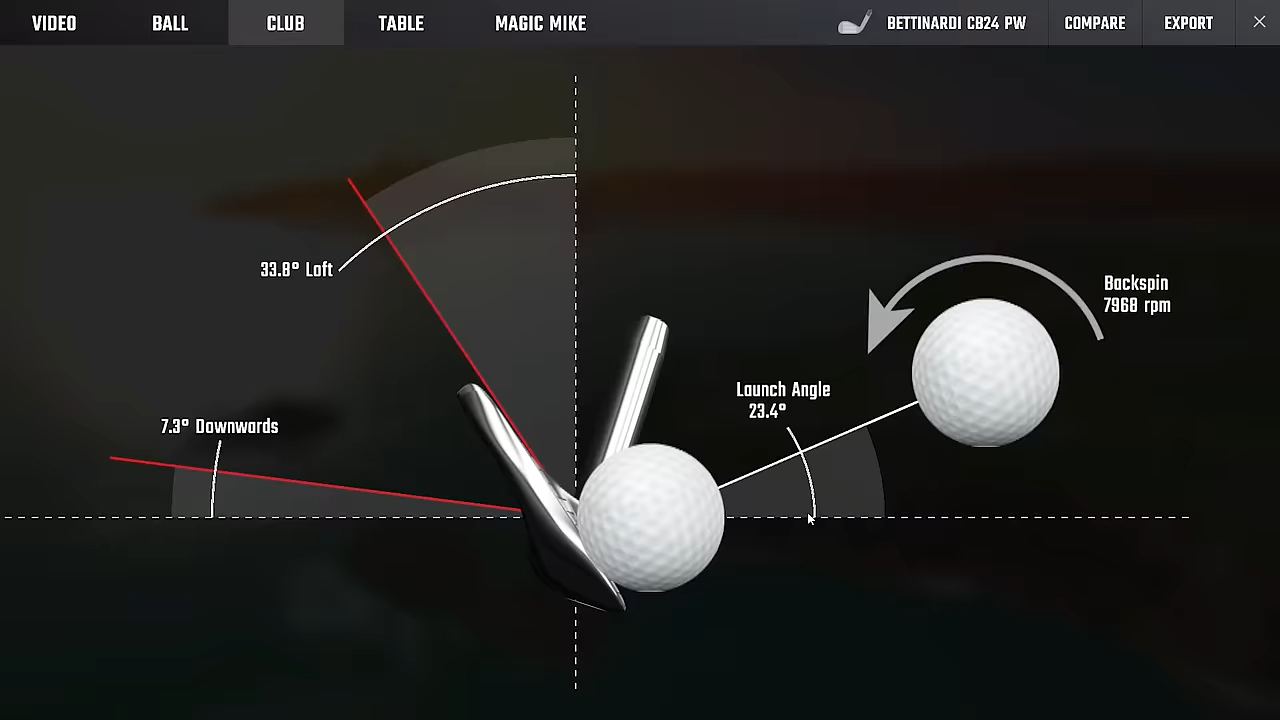 VIDEO
BALL
CLUB
TABLE
MAGIC MIKE
BETTINARDI CB24 PW
COMPARE
EXPORT
33.8° Loft
Backspin
7968 rpm
Launch Angle
23.4°
7.3° Downwards